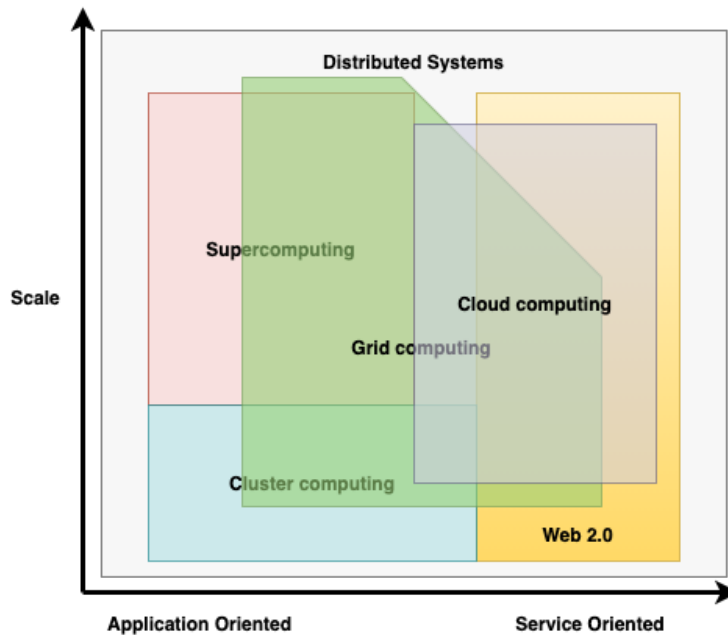 Distributed Systems
Supercomputing
Scale
Cloud computing
Grid computing
Cluster computing
Web 2.0
Application Oriented
Service Oriented